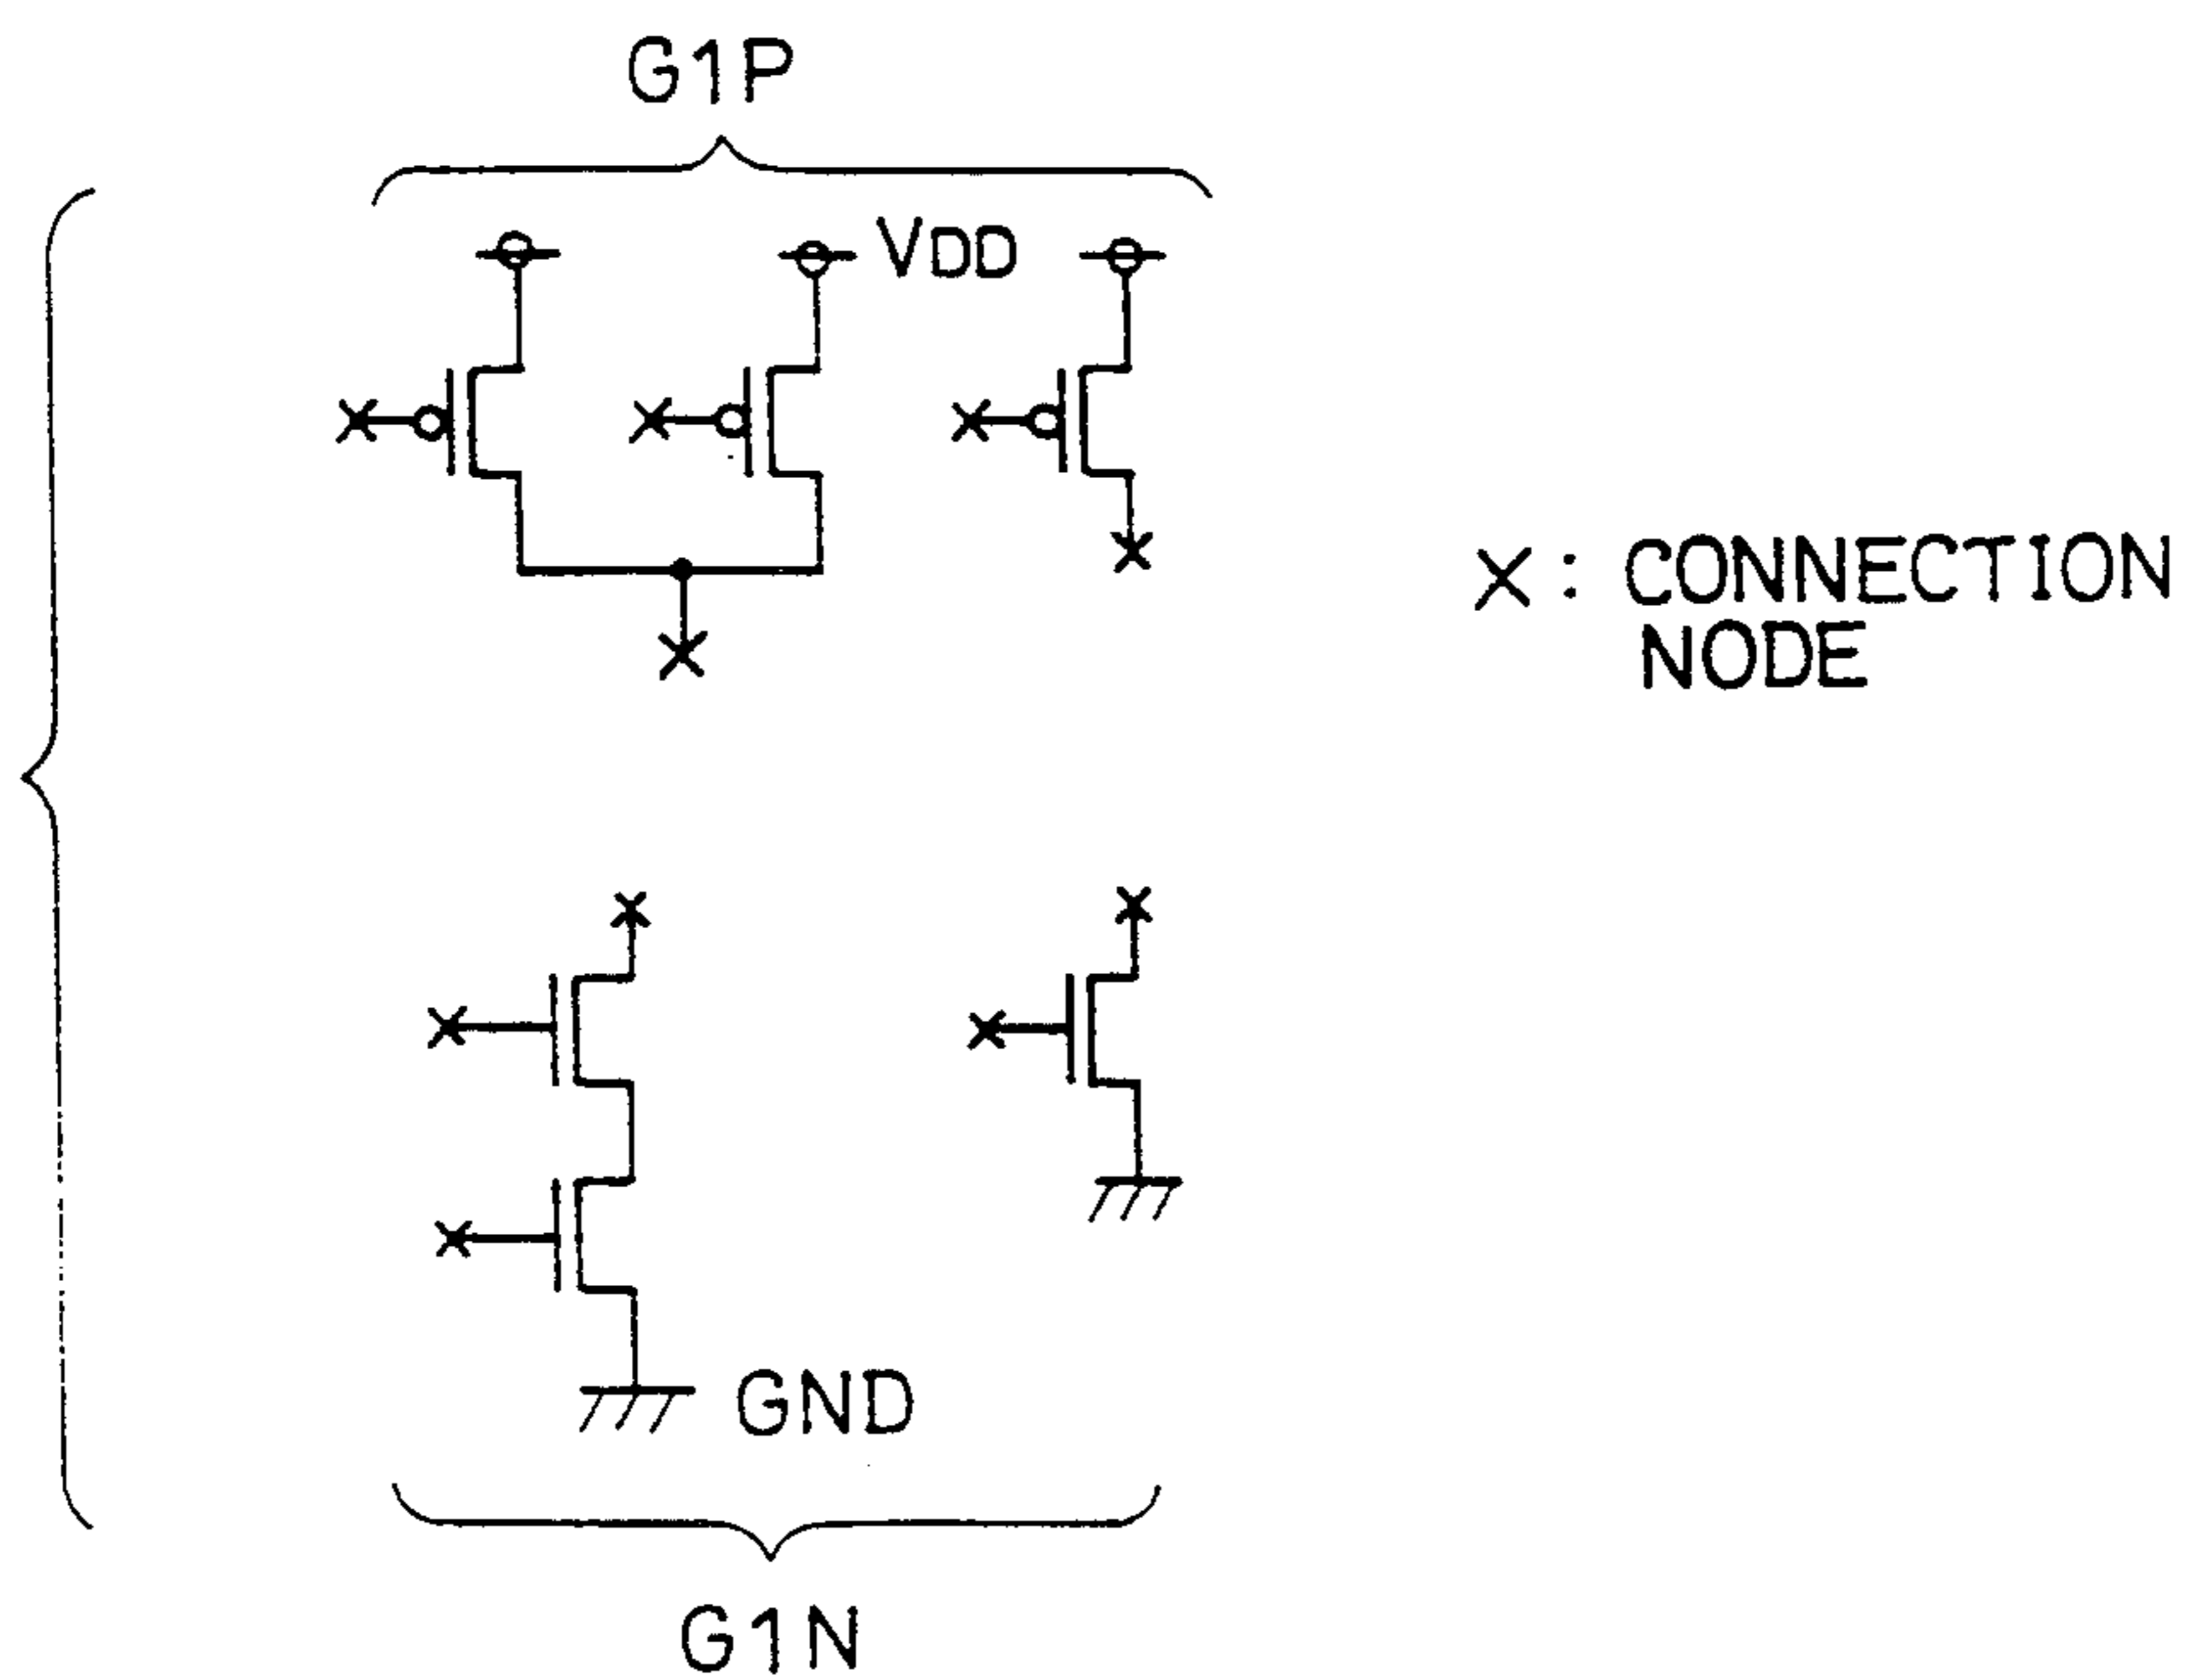 G1P
VDD
X : CONNECTION
NODE
GND
G1N